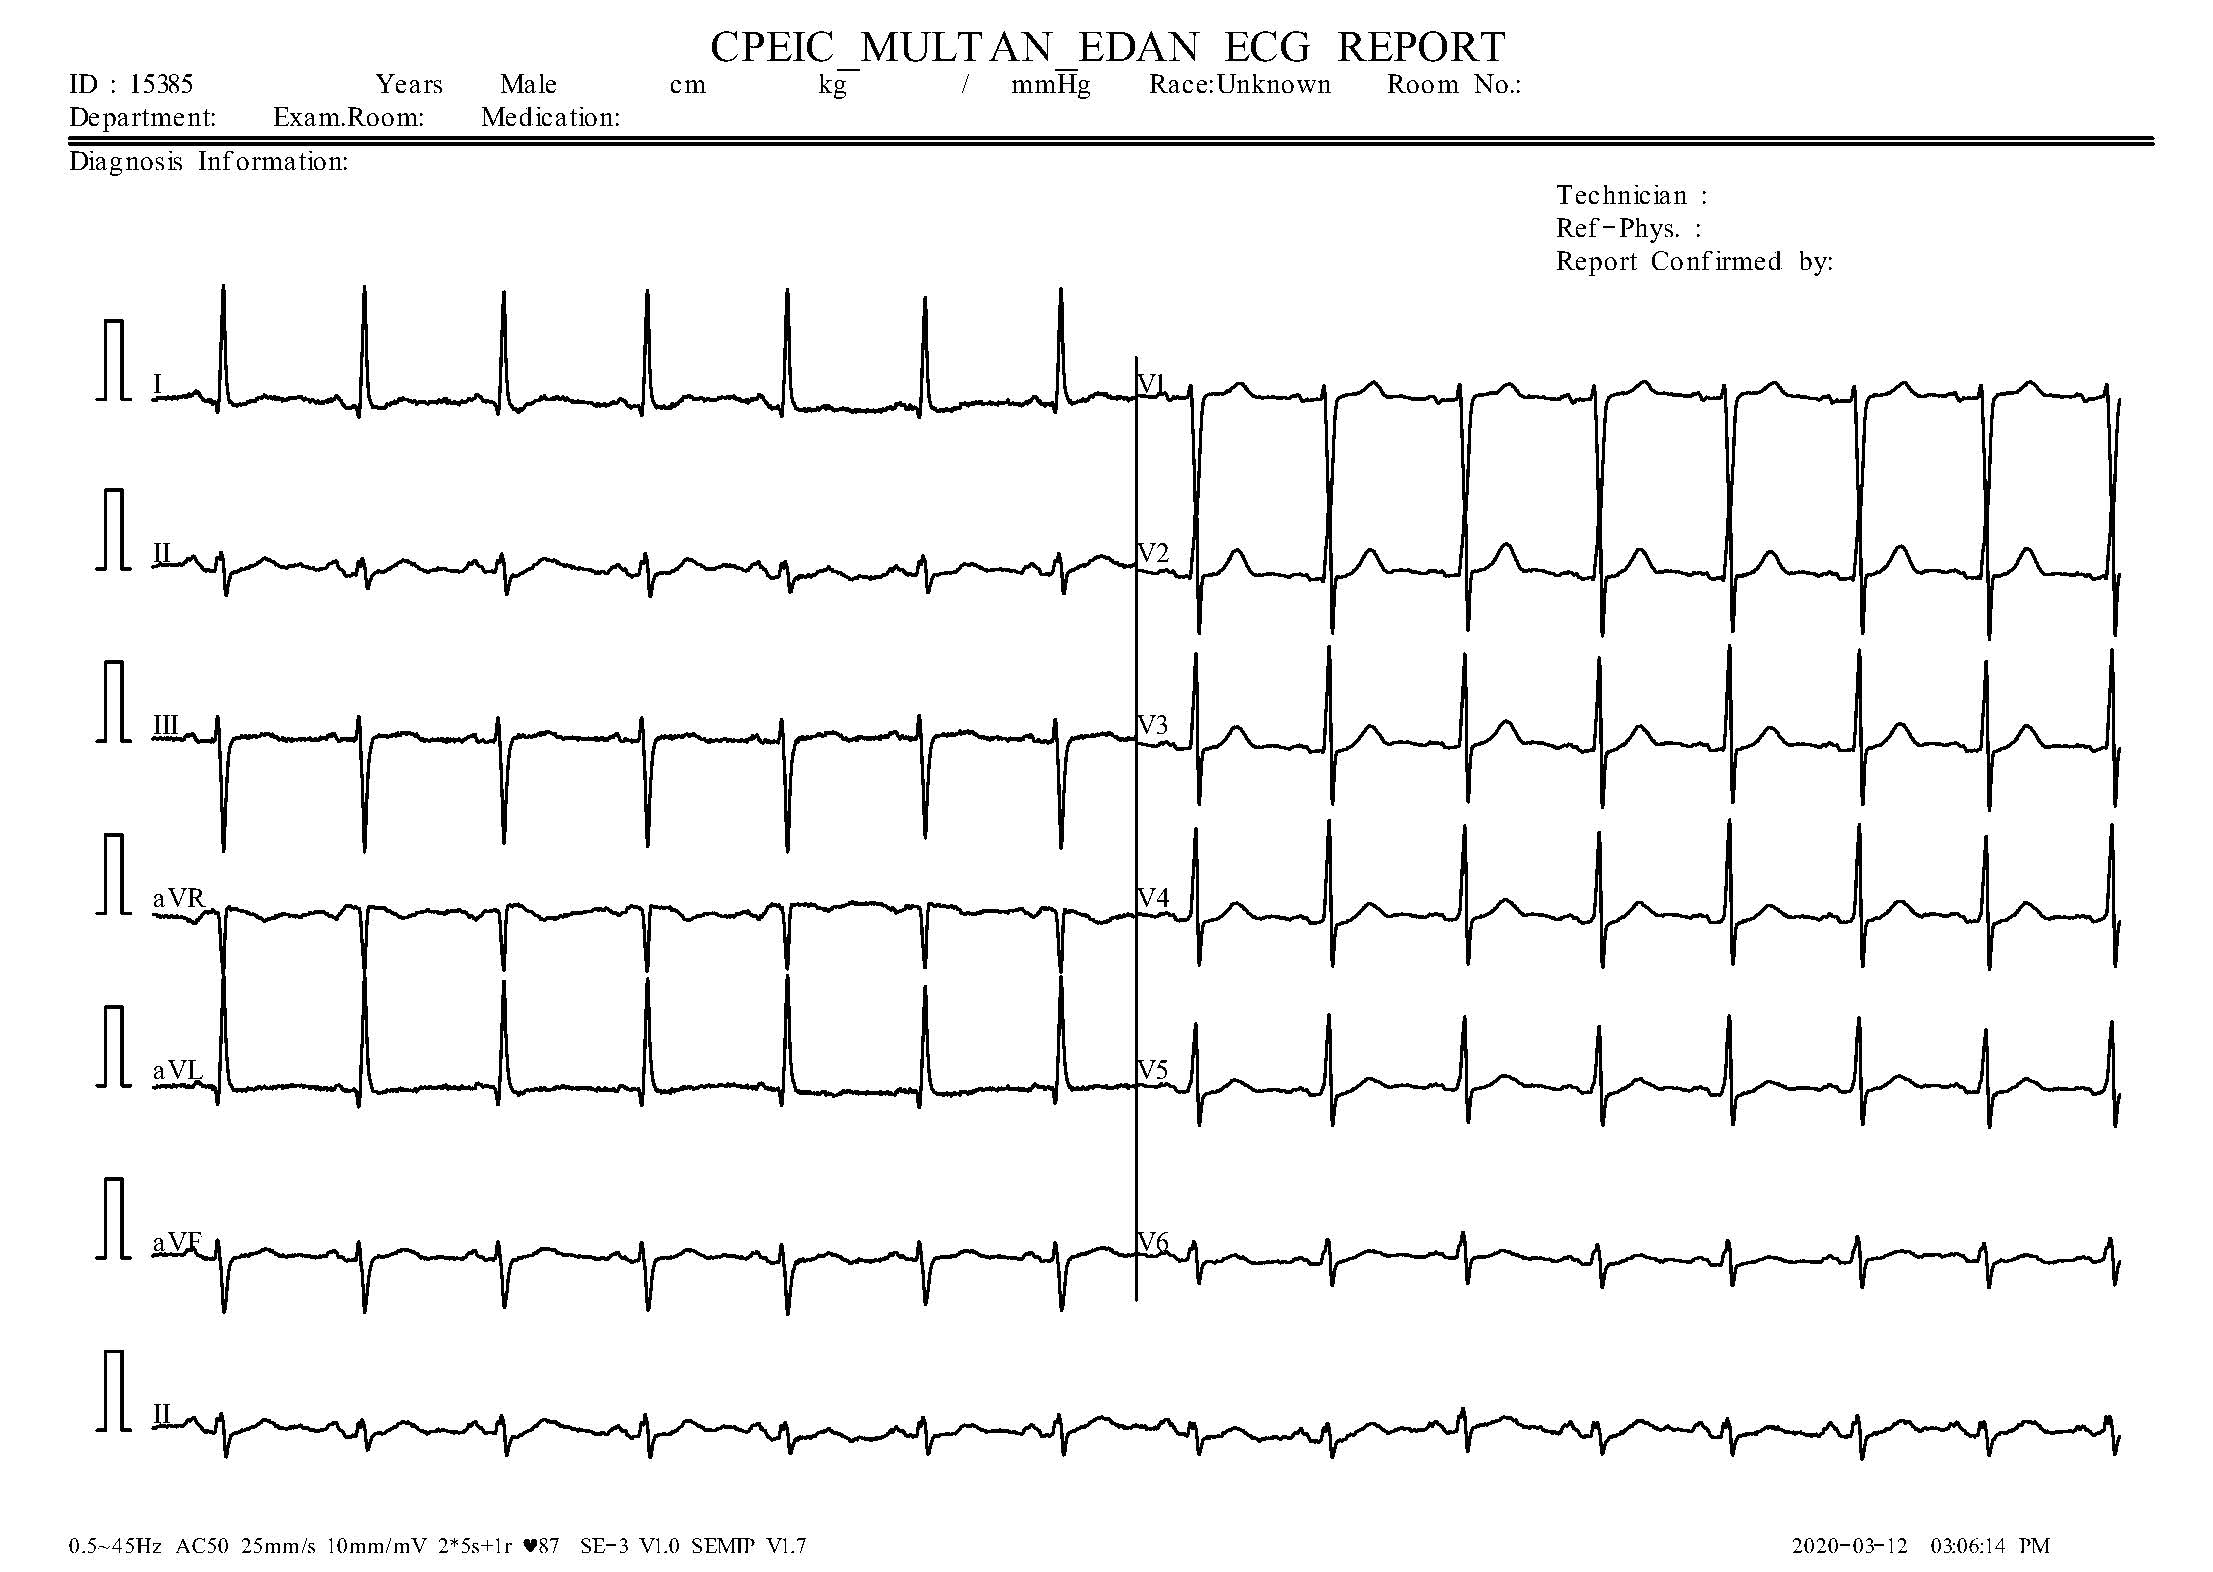 CPEIC_MULTAN_EDAN ECG REPORT
ID : 15385 Years Male cm kg / mmHg Race:Unknown Room No.:
Department: Exam.Room: Medication:
Diagnosis Information:
Technician :
Ref-Phys. :
Report Confirmed by:
I V1
II V2
III V3
aVR V4
aVL V5
aVF V6
II
0.5~45Hz AC50 25mm/s 10mm/mV 2*5s+1r ♥87 SE-3 V1.0 SEMIP V1.7 2020-03-12 03:06:14 PM